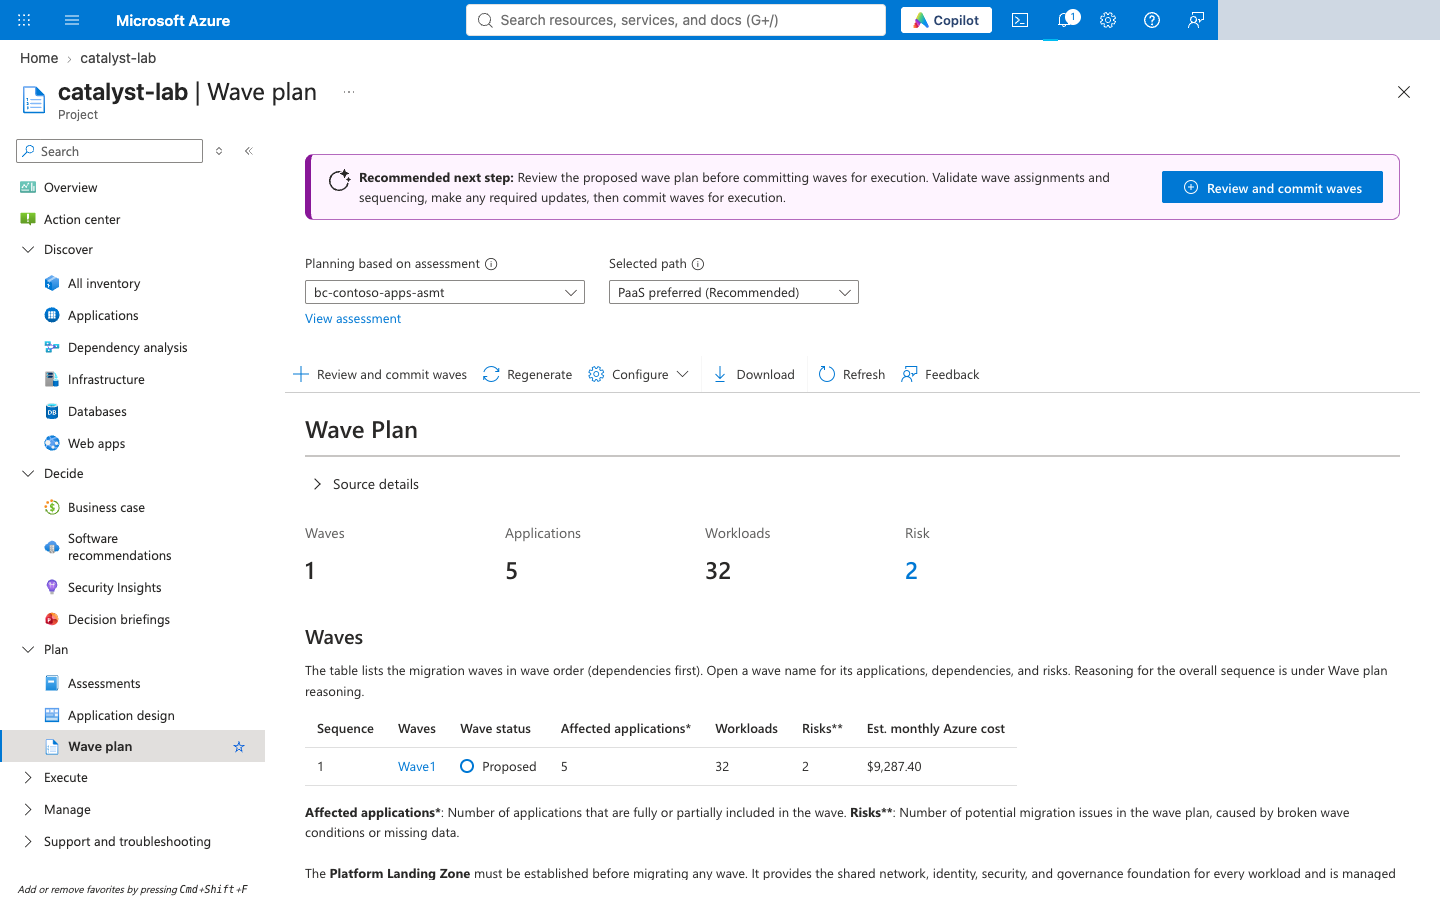 Microsoft Azure
Search resources, services, and docs (G+/)
Copilot
1
Home
catalyst-lab
catalyst-lab | Wave plan
Project
Search
Overview
Action center
Discover
All inventory
Applications
Dependency analysis
Infrastructure
Databases
Web apps
Decide
Business case
Software
recommendations
Security Insights
Decision briefings
Plan
Assessments
Application design
Wave plan
Execute
Manage
Support and troubleshooting
Add or remove favorites by pressing Cmd+Shift+F
Recommended next step: Review the proposed wave plan before committing waves for execution. Validate wave assignments and
sequencing, make any required updates, then commit waves for execution.
Review and commit waves
Planning based on assessment
Selected path
bc-contoso-apps-asmt
PaaS preferred (Recommended)
View assessment
Review and commit waves Regenerate Configure Download Refresh Feedback
Wave Plan
Source details
Waves Applications Workloads Risk
1 5 32 2
Waves
The table lists the migration waves in wave order (dependencies first). Open a wave name for its applications, dependencies, and risks. Reasoning for the overall sequence is under Wave plan
reasoning.
Sequence Waves Wave status Affected applications* Workloads Risks** Est. monthly Azure cost
1 Wave1 Proposed 5 32 2 $9,287.40
Affected applications*: Number of applications that are fully or partially included in the wave. Risks**: Number of potential migration issues in the wave plan, caused by broken wave
conditions or missing data.
The Platform Landing Zone must be established before migrating any wave. It provides the shared network, identity, security, and governance foundation for every workload and is managed